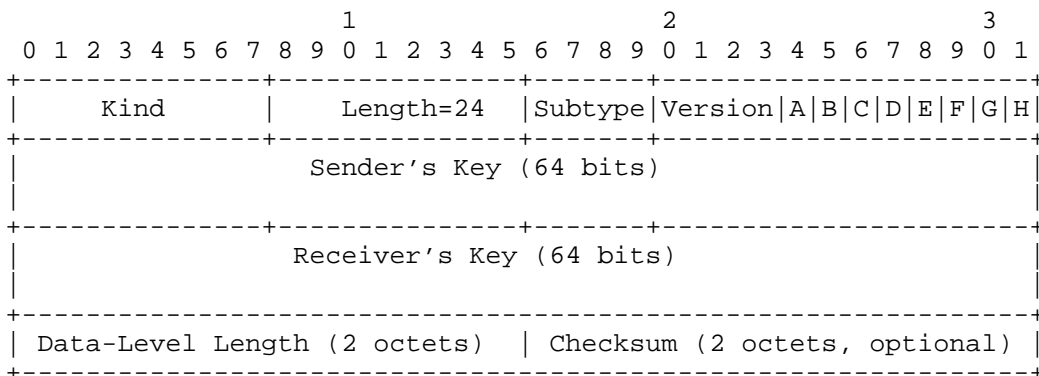 1 2 3
0 1 2 3 4 5 6 7 8 9 0 1 2 3 4 5 6 7 8 9 0 1 2 3 4 5 6 7 8 9 0 1
+---------------+---------------+-------+-----------------------+
| Kind | Length=24 |Subtype|Version|A|B|C|D|E|F|G|H|
+---------------+---------------+-------+-----------------------+
| Sender’s Key (64 bits) |
| |
+---------------+---------------+-------+-----------------------+
| Receiver’s Key (64 bits) |
| |
+---------------------------------------------------------------+
| Data-Level Length (2 octets) | Checksum (2 octets, optional) |
+---------------------------------------------------------------+